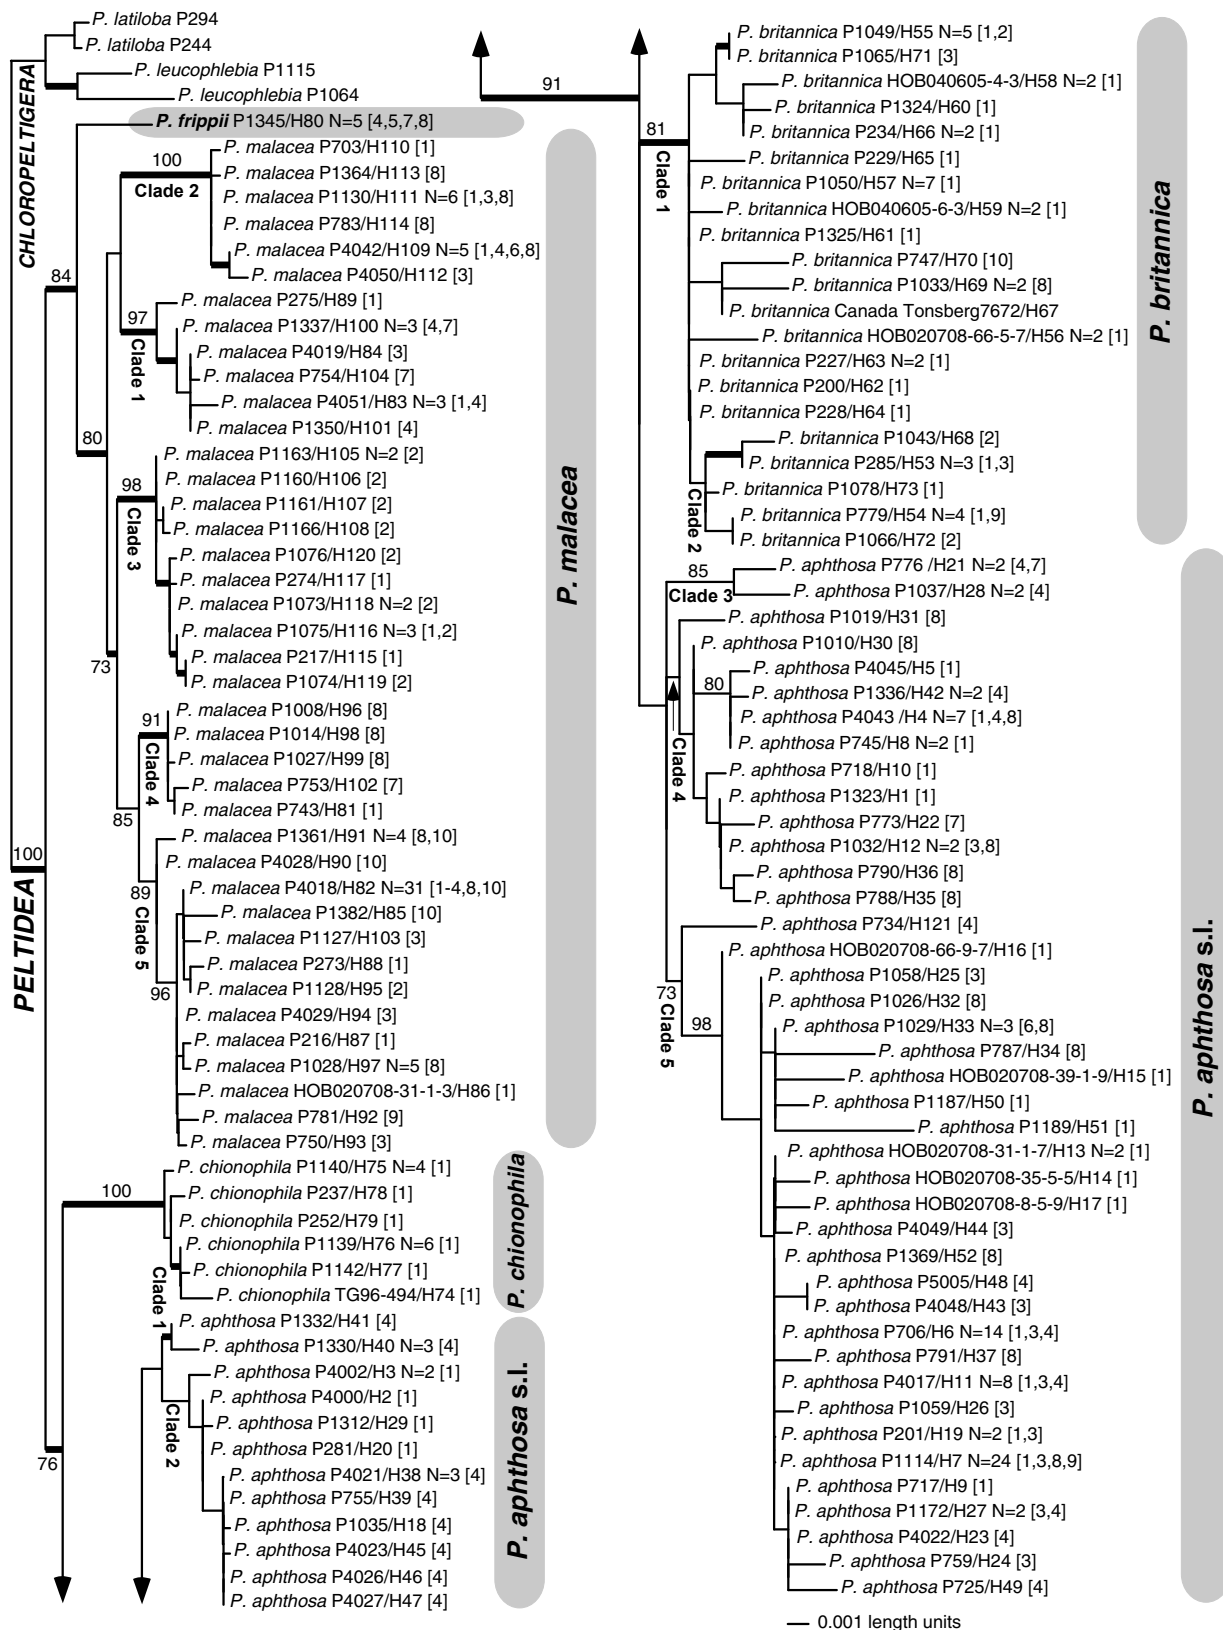 P. latiloba P294
P. latiloba P244
P. leucophlebia P1115
P. leucophlebia P1064
CHLOROPELTIGERA
P. frippii P1345/H80 N=5 [4,5,7,8]
84
P. malacea P703/H110 [1]
100
P. malacea P1364/H113 [8]
Clade 2
P. malacea P1130/H111 N=6 [1,3,8]
P. malacea P783/H114 [8]
P. malacea P4042/H109 N=5 [1,4,6,8]
P. malacea P4050/H112 [3]
P. malacea P275/H89 [1]
97
P. malacea P1337/H100 N=3 [4,7]
Clade 1
P. malacea P4019/H84 [3]
P. malacea P754/H104 [7]
P. malacea P4051/H83 N=3 [1,4]
P. malacea P1350/H101 [4]
80
P. malacea P1163/H105 N=2 [2]
P. malacea P1160/H106 [2]
98
Clade 3
P. malacea P1161/H107 [2]
P. malacea P1166/H108 [2]
P. malacea P1076/H120 [2]
P. malacea P274/H117 [1]
P. malacea P1073/H118 N=2 [2]
P. malacea P1075/H116 N=3 [1,2]
P. malacea P217/H115 [1]
P. malacea P1074/H119 [2]
73
P. malacea P1008/H96 [8]
91
P. malacea P1014/H98 [8]
Clade 4
P. malacea P1027/H99 [8]
P. malacea P753/H102 [7]
P. malacea P743/H81 [1]
85
P. malacea P1361/H91 N=4 [8,10]
P. malacea P4028/H90 [10]
89
Clade 5
P. malacea P4018/H82 N=31 [1-4,8,10]
P. malacea P1382/H85 [10]
P. malacea P1127/H103 [3]
P. malacea P273/H88 [1]
P. malacea P1128/H95 [2]
96
P. malacea P4029/H94 [3]
P. malacea P216/H87 [1]
P. malacea P1028/H97 N=5 [8]
P. malacea HOB020708-31-1-3/H86 [1]
P. malacea P781/H92 [9]
P. malacea P750/H93 [3]
P. malacea
100
PELTIDEA
P. chionophila P1140/H75 N=4 [1]
100
P. chionophila P237/H78 [1]
P. chionophila P252/H79 [1]
P. chionophila P1139/H76 N=6 [1]
P. chionophila P1142/H77 [1]
P. chionophila TG96-494/H74 [1]
P. chionophila
Clade 1
P. aphthosa P1332/H41 [4]
P. aphthosa P1330/H40 N=3 [4]
P. aphthosa P4002/H3 N=2 [1]
Clade 2
P. aphthosa P4000/H2 [1]
P. aphthosa P1312/H29 [1]
P. aphthosa P281/H20 [1]
P. aphthosa P4021/H38 N=3 [4]
P. aphthosa P755/H39 [4]
P. aphthosa P1035/H18 [4]
P. aphthosa P4023/H45 [4]
P. aphthosa P4026/H46 [4]
P. aphthosa P4027/H47 [4]
P. aphthosa s.l.
76
91
P. britannica P1049/H55 N=5 [1,2]
P. britannica P1065/H71 [3]
P. britannica HOB040605-4-3/H58 N=2 [1]
P. britannica P1324/H60 [1]
P. britannica P234/H66 N=2 [1]
81
Clade 1
P. britannica P229/H65 [1]
P. britannica P1050/H57 N=7 [1]
P. britannica HOB040605-6-3/H59 N=2 [1]
P. britannica P1325/H61 [1]
P. britannica P747/H70 [10]
P. britannica P1033/H69 N=2 [8]
P. britannica Canada Tonsberg7672/H67
P. britannica HOB020708-66-5-7/H56 N=2 [1]
P. britannica P227/H63 N=2 [1]
P. britannica P200/H62 [1]
P. britannica P228/H64 [1]
P. britannica P1043/H68 [2]
P. britannica P285/H53 N=3 [1,3]
Clade 2
P. britannica P1078/H73 [1]
P. britannica P779/H54 N=4 [1,9]
P. britannica P1066/H72 [2]
P. britannica
85
Clade 3
P. aphthosa P776 /H21 N=2 [4,7]
P. aphthosa P1037/H28 N=2 [4]
P. aphthosa P1019/H31 [8]
P. aphthosa P1010/H30 [8]
80
P. aphthosa P4045/H5 [1]
P. aphthosa P1336/H42 N=2 [4]
P. aphthosa P4043 /H4 N=7 [1,4,8]
P. aphthosa P745/H8 N=2 [1]
Clade 4
P. aphthosa P718/H10 [1]
P. aphthosa P1323/H1 [1]
P. aphthosa P773/H22 [7]
P. aphthosa P1032/H12 N=2 [3,8]
P. aphthosa P790/H36 [8]
P. aphthosa P788/H35 [8]
P. aphthosa P734/H121 [4]
P. aphthosa HOB020708-66-9-7/H16 [1]
73
Clade 5
98
P. aphthosa P1058/H25 [3]
P. aphthosa P1026/H32 [8]
P. aphthosa P1029/H33 N=3 [6,8]
P. aphthosa P787/H34 [8]
P. aphthosa HOB020708-39-1-9/H15 [1]
P. aphthosa P1187/H50 [1]
P. aphthosa P1189/H51 [1]
P. aphthosa HOB020708-31-1-7/H13 N=2 [1]
P. aphthosa HOB020708-35-5-5/H14 [1]
P. aphthosa HOB020708-8-5-9/H17 [1]
P. aphthosa P4049/H44 [3]
P. aphthosa P1369/H52 [8]
P. aphthosa P5005/H48 [4]
P. aphthosa P4048/H43 [3]
P. aphthosa P706/H6 N=14 [1,3,4]
P. aphthosa P791/H37 [8]
P. aphthosa P4017/H11 N=8 [1,3,4]
P. aphthosa P1059/H26 [3]
P. aphthosa P201/H19 N=2 [1,3]
P. aphthosa P1114/H7 N=24 [1,3,8,9]
P. aphthosa P717/H9 [1]
P. aphthosa P1172/H27 N=2 [3,4]
P. aphthosa P4022/H23 [4]
P. aphthosa P759/H24 [3]
P. aphthosa P725/H49 [4]
P. aphthosa s.l.
0.001 length units